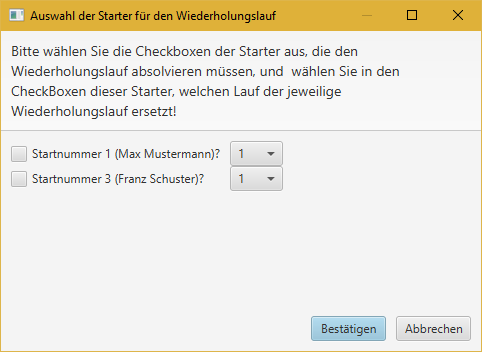 Auswahl der Starter für den Wiederholungslauf
Bitte wählen Sie die Checkboxen der Starter aus, die den
Wiederholungslauf absolvieren müssen, und  wählen Sie in den
CheckBoxen dieser Starter, welchen Lauf der jeweilige
Wiederholungslauf ersetzt!
Startnummer 1 (Max Mustermann)? 1
Startnummer 3 (Franz Schuster)? 1
Bestätigen Abbrechen